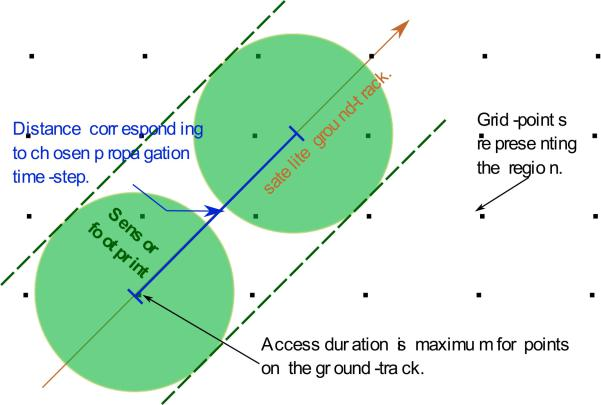 Distance corresponding
to chosen propagation
time-step.
satelite ground-track.
Grid-points
representing
the region.
Sensor
footprint
Access duration is maximum for points
on the ground-track.